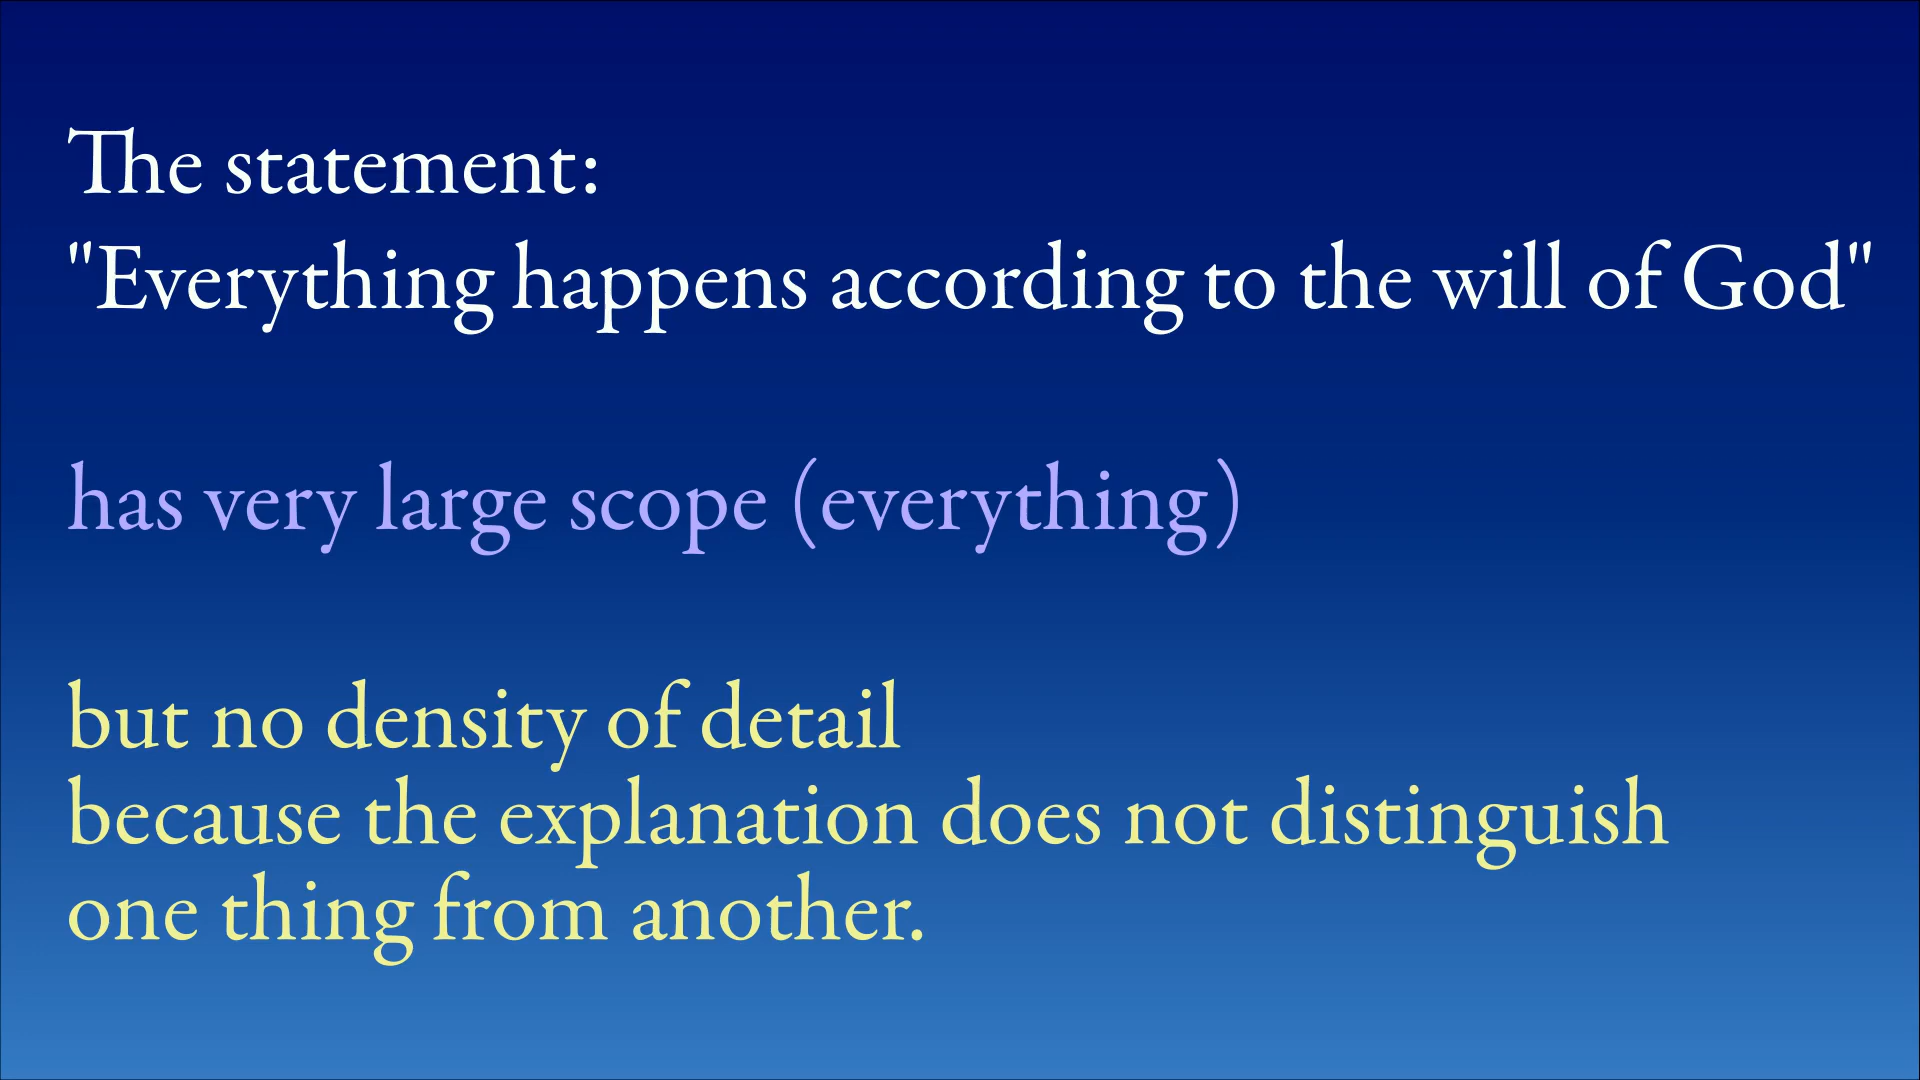 The statement:
"Everything happens according to the will of God"
has very large scope (everything)
but no density of detail
because the explanation does not distinguish
one thing from another.